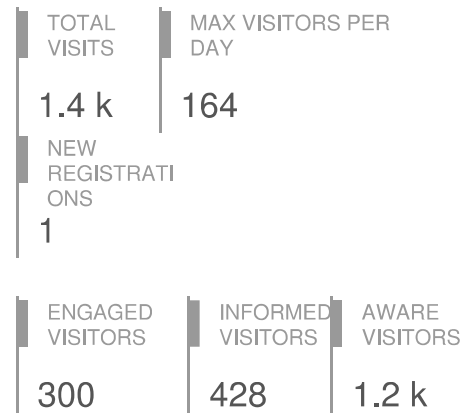 TOTAL
VISITS
1.4 k
MAX VISITORS PER
DAY
164
NEW
REGISTRATI
ONS
1
ENGAGED
VISITORS
300
INFORMED
VISITORS
428
AWARE
VISITORS
1.2 k